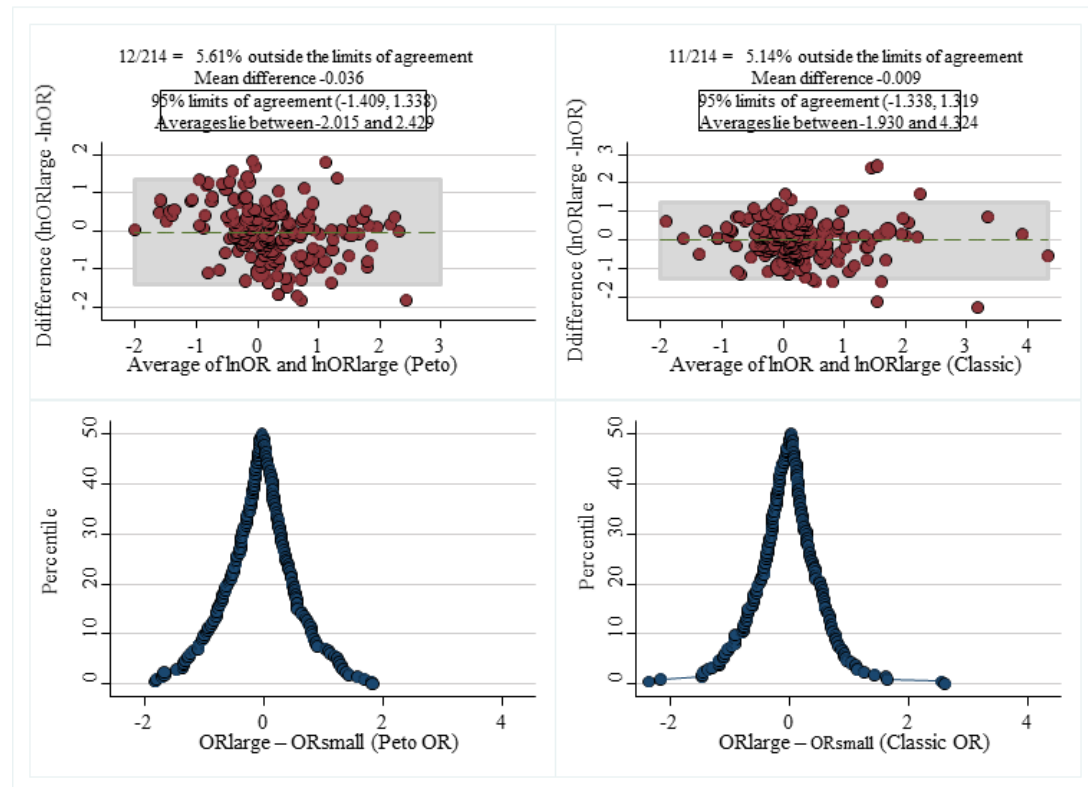 12/214 = 5.61% outside the limits of agreement
Mean difference -0.036
95% limits of agreement (-1.409, 1.338)
Averages lie between -2.015 and 2.429
Ddifference (lnORlarge -lnOR)
2
1
0
-1
-2
-2 -1 0 1 2 3
Average of lnOR and lnORlarge (Peto)
11/214 = 5.14% outside the limits of agreement
Mean difference -0.009
95% limits of agreement (-1.338, 1.319
Averages lie between -1.930 and 4.324
Ddifference (lnORlarge -lnOR)
3
2
1
0
-1
-2
-2 -1 0 1 2 3 4
Average of lnOR and lnORlarge (Classic)
Percentile
50
40
30
20
10
0
-2 0 2 4
ORlarge – ORsmall (Peto OR)
Percentile
50
40
30
20
10
0
-2 0 2 4
ORlarge – ORsmall (Classic OR)